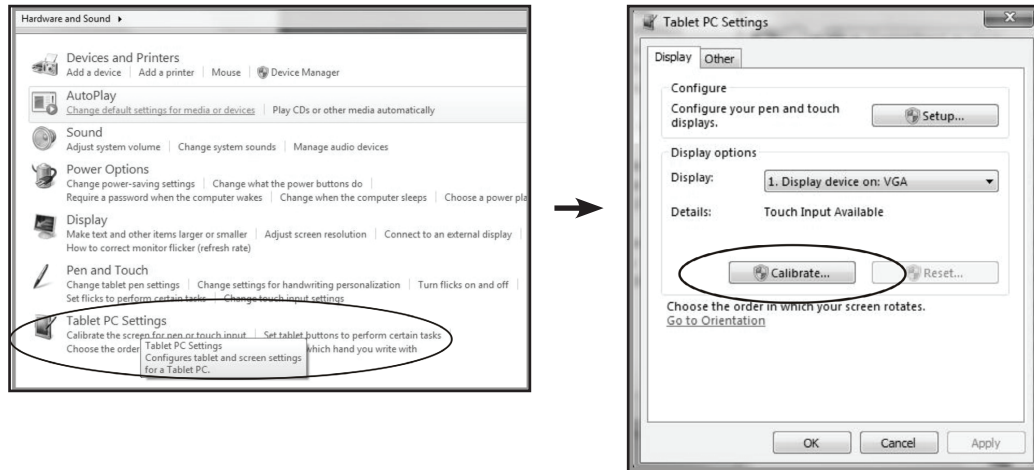 Hardware and Sound
Devices and Printers
Add a device | Add a printer | Mouse | Device Manager
AutoPlay
Change default settings for media or devices | Play CDs or other media automatically
Sound
Adjust system volume | Change system sounds | Manage audio devices
Power Options
Change power-saving settings | Change what the power buttons do |
Require a password when the computer wakes | Change when the computer sleeps | Choose a power pla
Display
Make text and other items larger or smaller | Adjust screen resolution | Connect to an external display |
How to correct monitor flicker (refresh rate)
Pen and Touch
Change tablet pen settings | Change settings for handwriting personalization | Turn flicks on and off |
Set flicks to perform certain tasks | Change touch input settings
Tablet PC Settings
Calibrate the screen for pen or touch input | Set tablet buttons to perform certain tasks
Choose the order which hand you write with
Tablet PC Settings
Configures tablet and screen settings
for a Tablet PC.
Tablet PC Settings
Display Other
Configure
Configure your pen and touch
displays.
Setup...
Display options
Display: 1. Display device on: VGA
Details: Touch Input Available
Calibrate... Reset...
Choose the order in which your screen rotates.
Go to Orientation
OK Cancel Apply